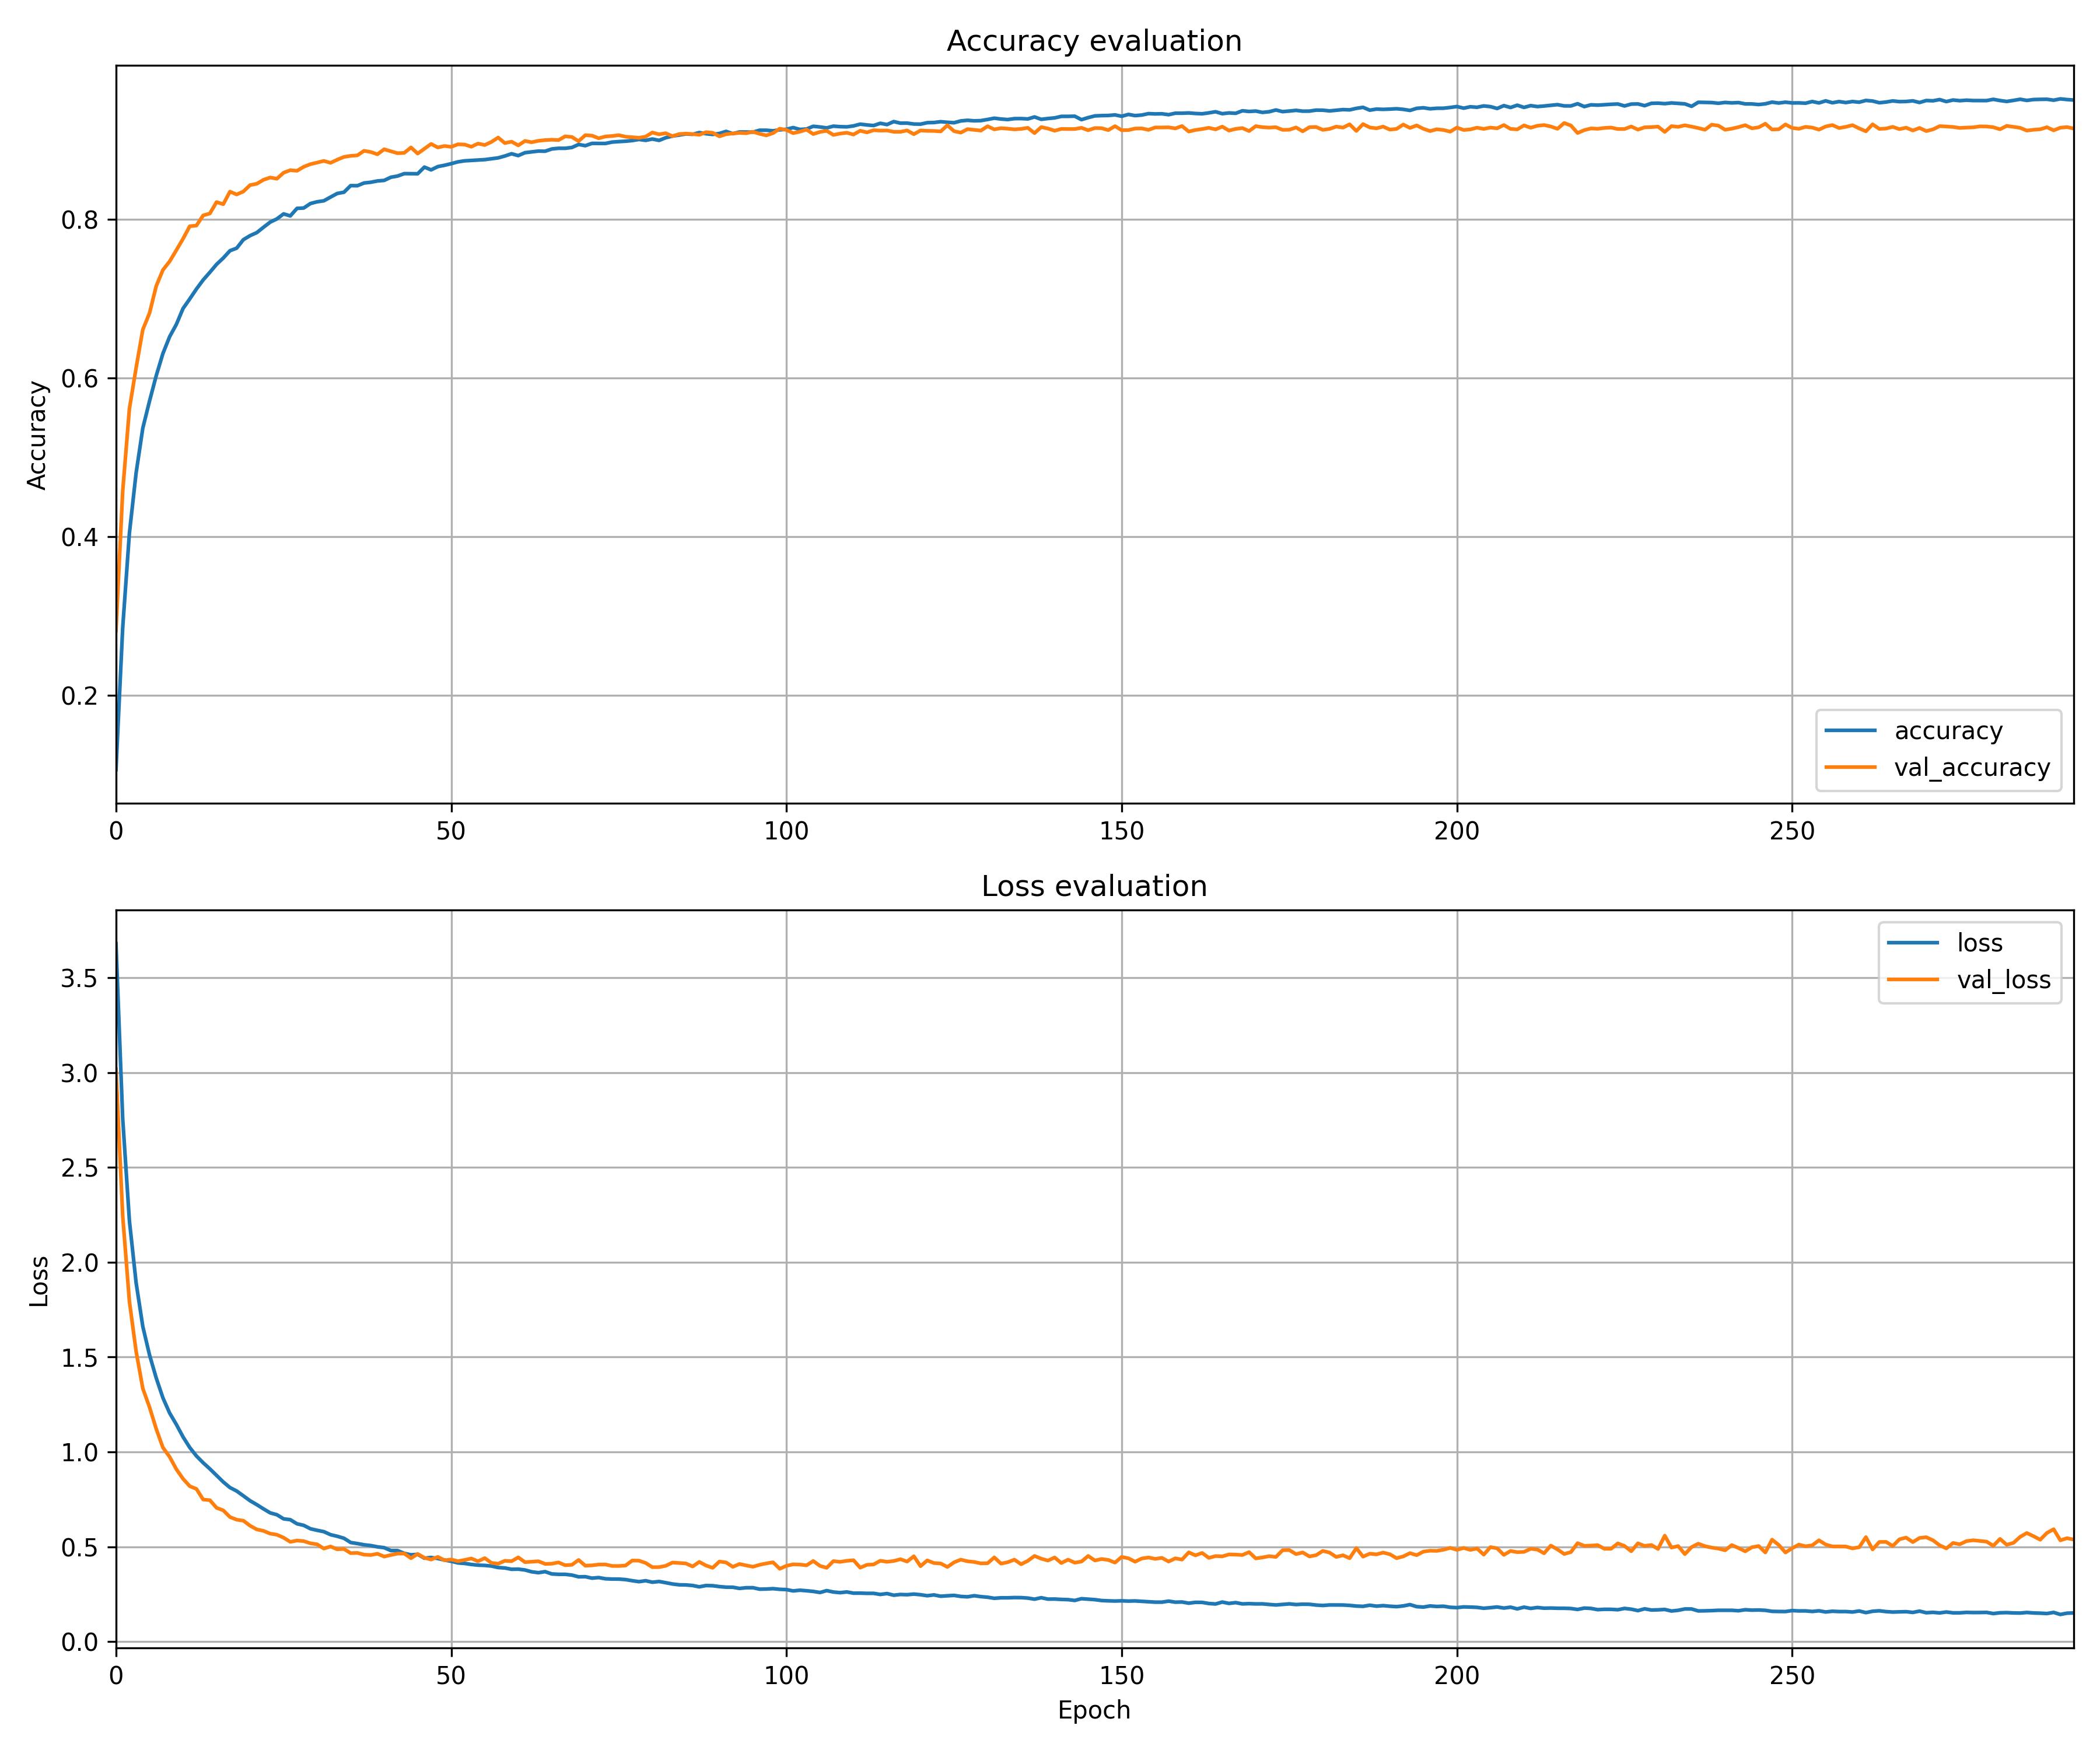 Accuracy evaluation
Accuracy
0.8
0.6
0.4
0.2
accuracy
val_accuracy
0 50 100 150 200 250
Loss evaluation
Loss
3.5
3.0
2.5
2.0
1.5
1.0
0.5
0.0
loss
val_loss
0 50 100 150 200 250
Epoch